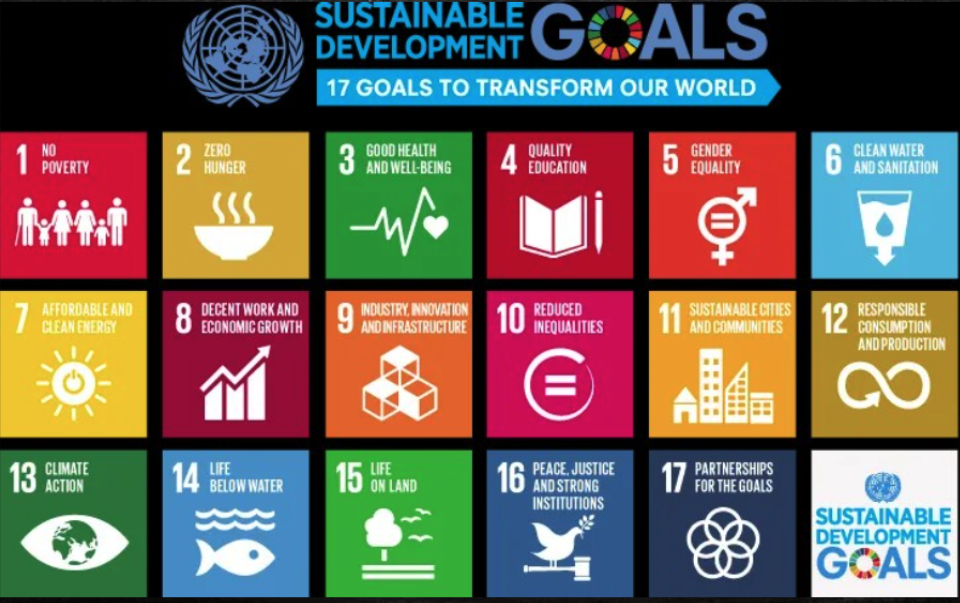 SUSTAINABLE
DEVELOPMENT
GOALS
17 GOALS TO TRANSFORM OUR WORLD
1 NO
POVERTY
2 ZERO
HUNGER
3 GOOD HEALTH
AND WELL-BEING
4 QUALITY
EDUCATION
5 GENDER
EQUALITY
6 CLEAN WATER
AND SANITATION
7 AFFORDABLE AND
CLEAN ENERGY
8 DECENT WORK AND
ECONOMIC GROWTH
9 INDUSTRY, INNOVATION
AND INFRASTRUCTURE
10 REDUCED
INEQUALITIES
11 SUSTAINABLE CITIES
AND COMMUNITIES
12 RESPONSIBLE
CONSUMPTION
AND PRODUCTION
13 CLIMATE
ACTION
14 LIFE
BELOW WATER
15 LIFE
ON LAND
16 PEACE, JUSTICE
AND STRONG
INSTITUTIONS
17 PARTNERSHIPS
FOR THE GOALS
SUSTAINABLE
DEVELOPMENT
GOALS